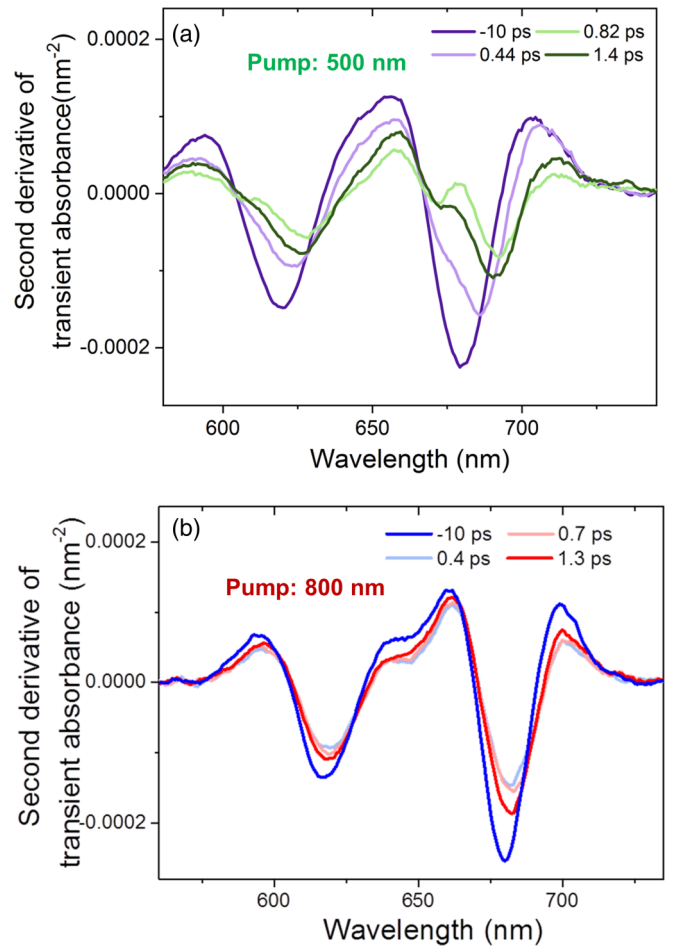 (a)
-10 ps
0.82 ps
0.44 ps
1.4 ps
Pump: 500 nm
0.0002
0.0000
-0.0002
Second derivative of
transient absorbance(nm⁻²)
600
650
700
Wavelength (nm)
(b)
-10 ps
0.7 ps
0.4 ps
1.3 ps
Pump: 800 nm
0.0002
0.0000
-0.0002
Second derivative of
transient absorbance (nm⁻²)
600
650
700
Wavelength (nm)